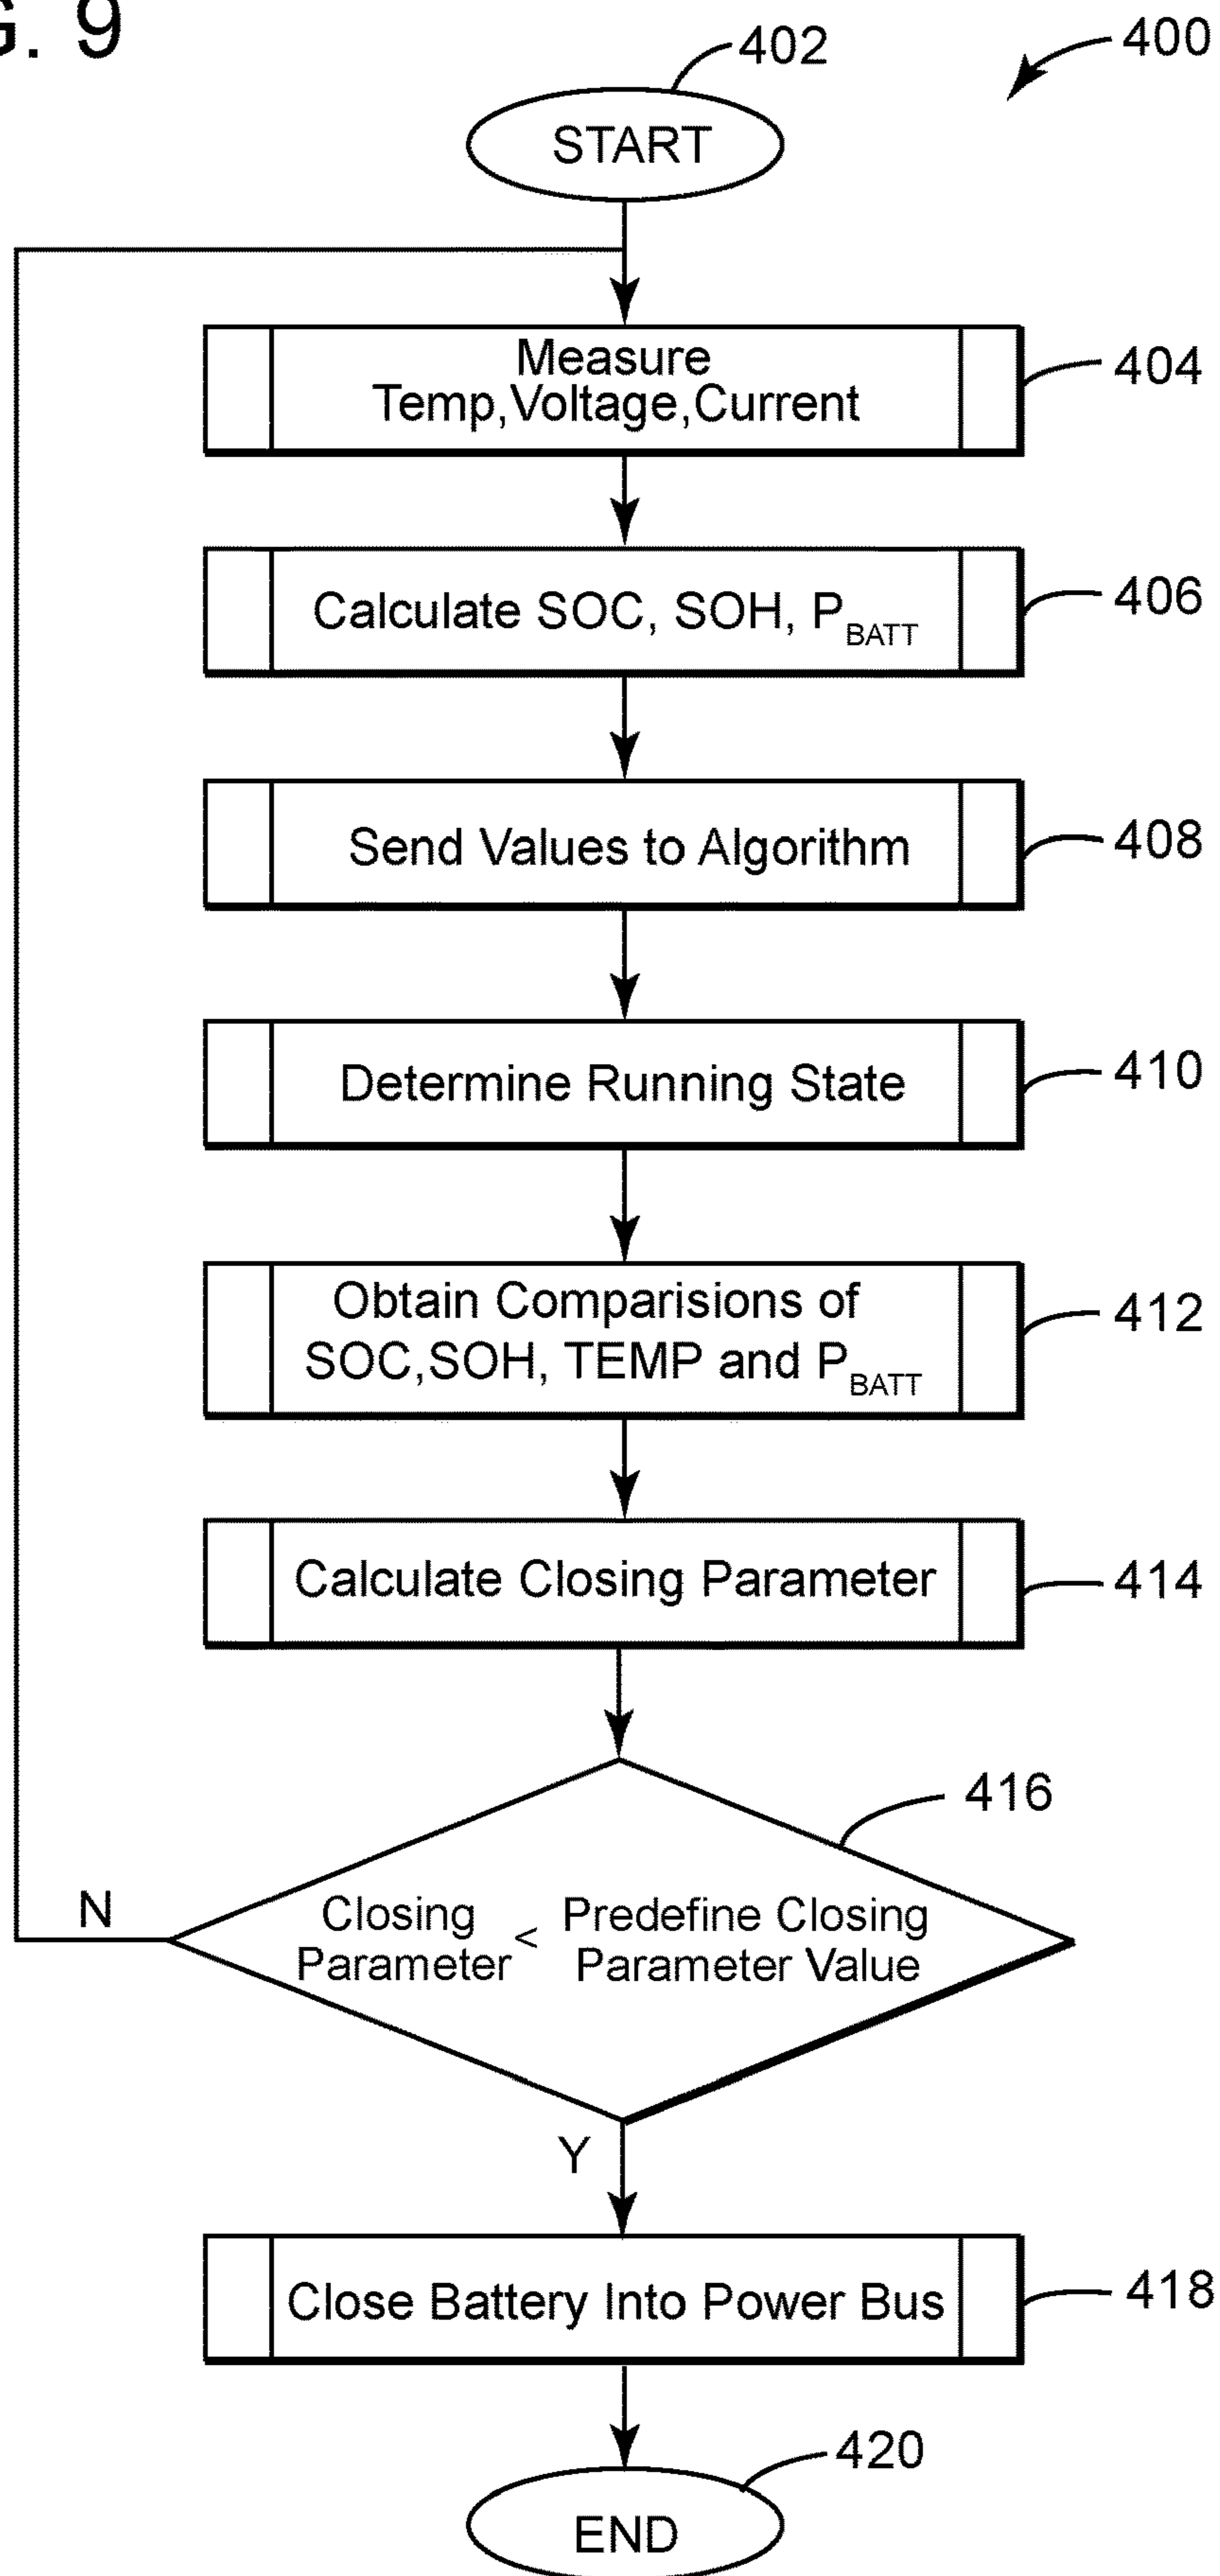 G. 9
402
400
START
Measure
Temp,Voltage,Current
404
Calculate SOC, SOH, P BATT
406
Send Values to Algorithm
408
Determine Running State
410
Obtain Comparisions of
SOC,SOH, TEMP and P BATT
412
Calculate Closing Parameter
414
416
N
Closing
Parameter
<
Predefine Closing
Parameter Value
Y
Close Battery Into Power Bus
418
420
END